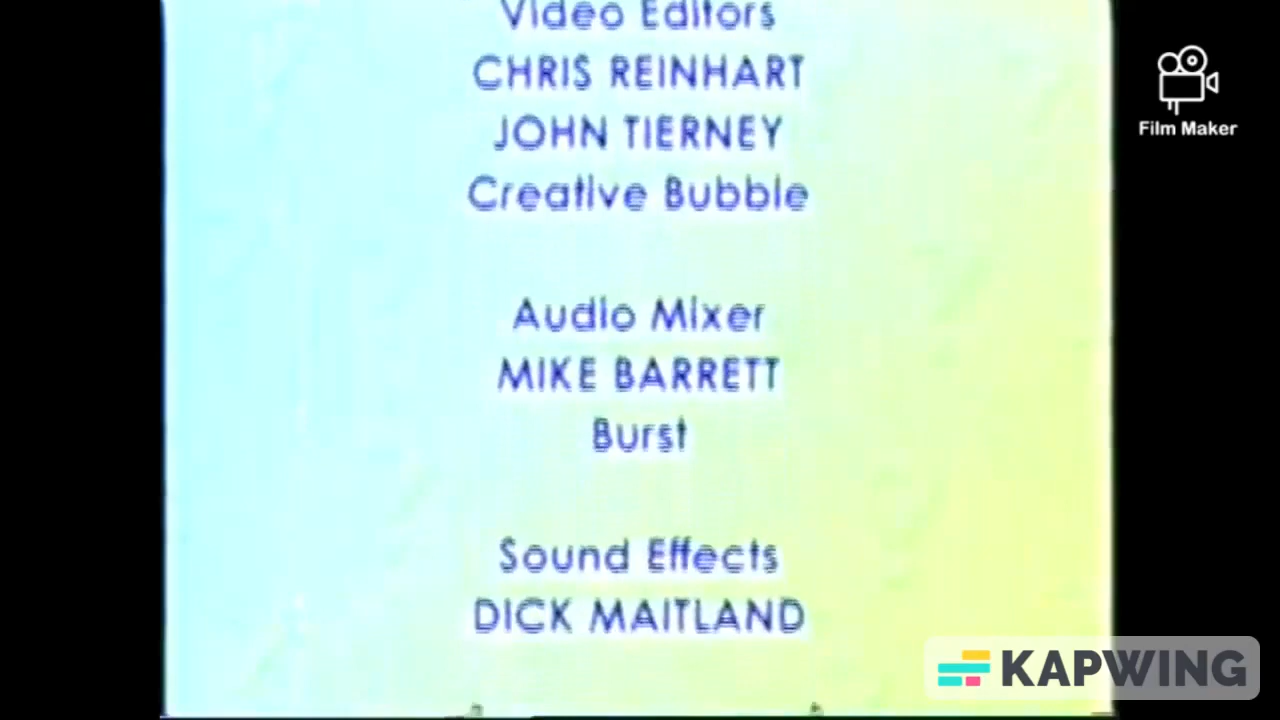 Video Editors
CHRIS REINHART
JOHN TIERNEY
Creative Bubble
Audio Mixer
MIKE BARRETT
Burst
Sound Effects
DICK MAITLAND
Film Maker
KAPWING